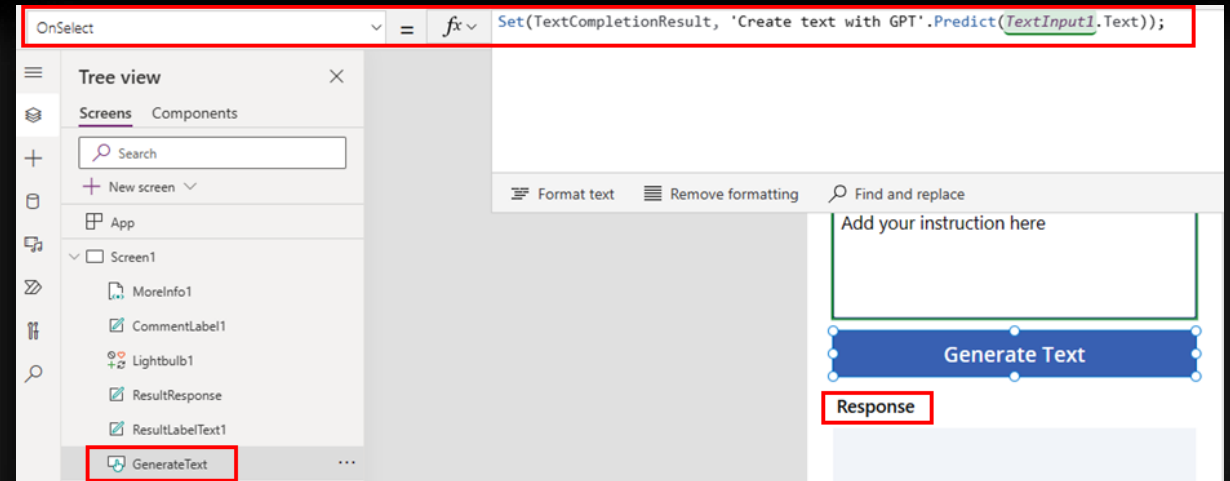 OnSelect = fx Set(TextCompletionResult, 'Create text with GPT'.Predict(TextInput1.Text));
Tree view
Screens Components
Search
New screen
App
Screen1
MoreInfo1
CommentLabel1
Lightbulb1
ResultResponse
ResultLabelText1
GenerateText ...
Format text Remove formatting Find and replace
Add your instruction here
Generate Text
Response